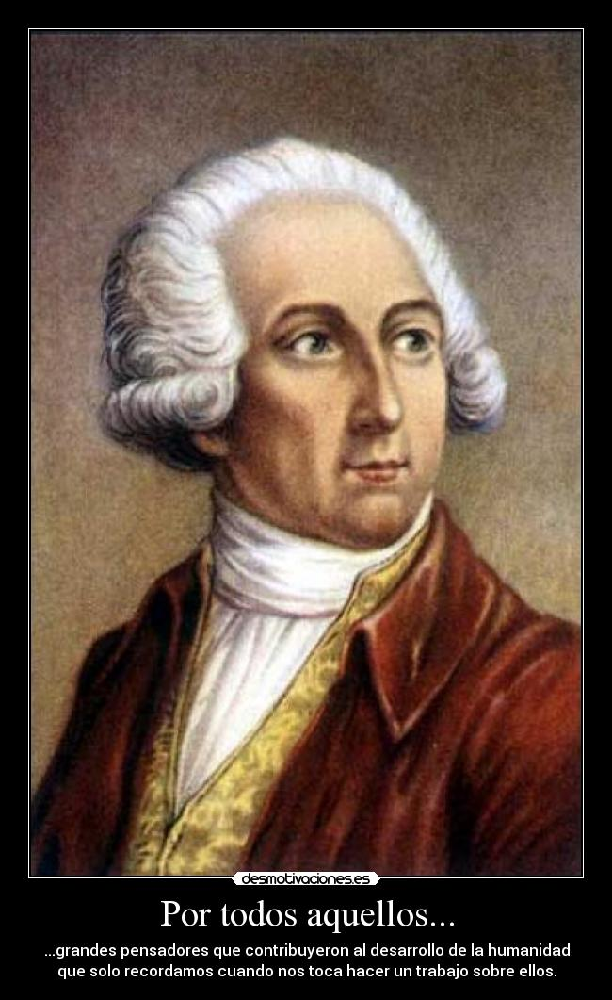 desmotivaciones.es
Por todos aquellos...
...grandes pensadores que contribuyeron al desarrollo de la humanidad
que solo recordamos cuando nos toca hacer un trabajo sobre ellos.